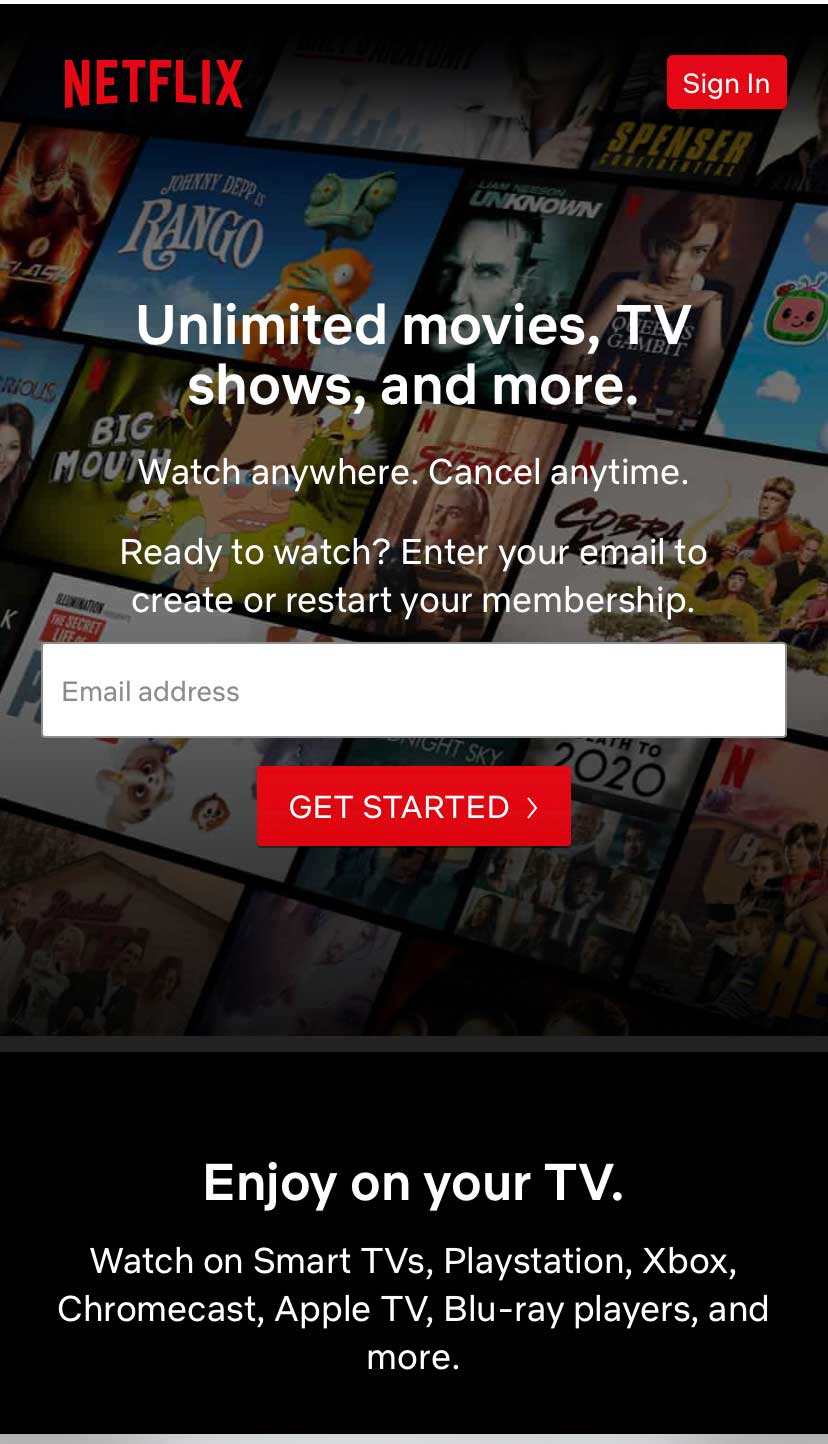 NETFLIX
Sign In
SPENSER
CONFIDENTIAL
JOHNNY DEPP IS
RANGO
LIAM NEESON
UNKNOWN
FLASH
QUEEN'S
GAMBIT
Unlimited movies, TV
shows, and more.
BIG
MOUTH
Watch anywhere. Cancel anytime.
COBRA
Ready to watch? Enter your email to
create or restart your membership.
ILLUMINATION
THE SECRET
LIFE OF
Email address
NIGHT SKY
TO
2020
GET STARTED
Enjoy on your TV.
Watch on Smart TVs, Playstation, Xbox,
Chromecast, Apple TV, Blu-ray players, and
more.